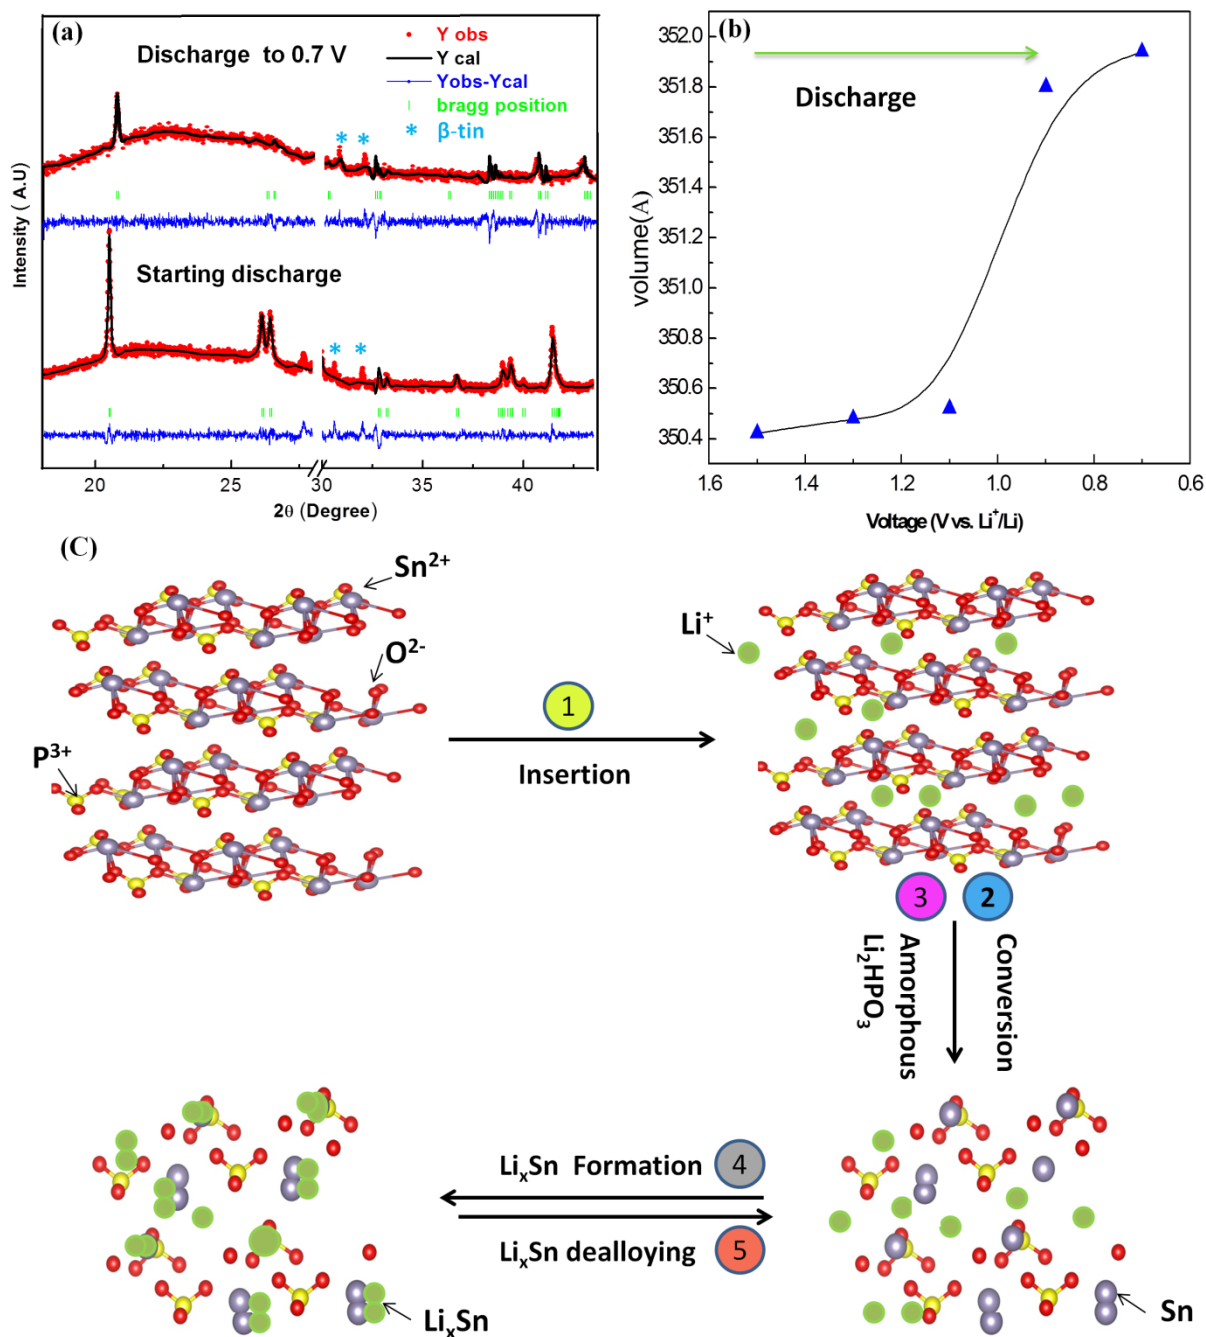 (a)
Discharge to 0.7 V
Y obs
Y cal
Yobs-Ycal
bragg position
* β-tin
* *
Starting discharge
* *
Intensity ( A.U)
20 25 30 35 40
2θ (Degree)
(b)
Discharge
352.0
351.8
351.6
351.4
351.2
351.0
350.8
350.6
350.4
volume(A)
1.6 1.4 1.2 1.0 0.8 0.6
Voltage (V vs. Li⁺/Li)
(C)
Sn²⁺
O²⁻
P³⁺
1
Insertion
Li⁺
3 2
Amorphous
Li₂HPO₃
Conversion
LiₓSn Formation 4
LiₓSn dealloying 5
LiₓSn
Sn